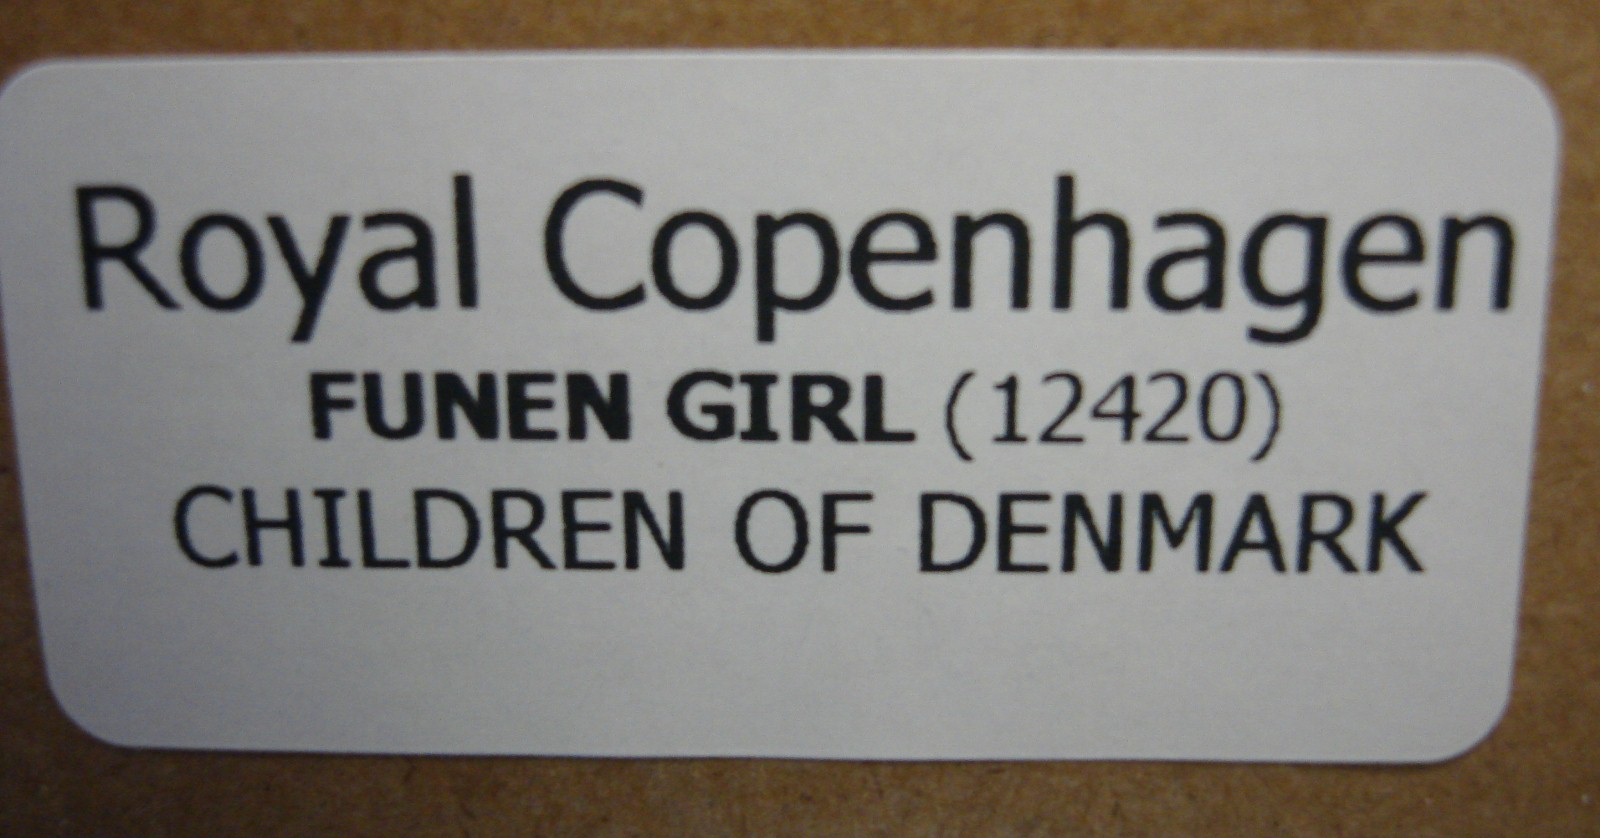 Royal Copenhagen
FUNEN GIRL (12420)
CHILDREN OF DENMARK